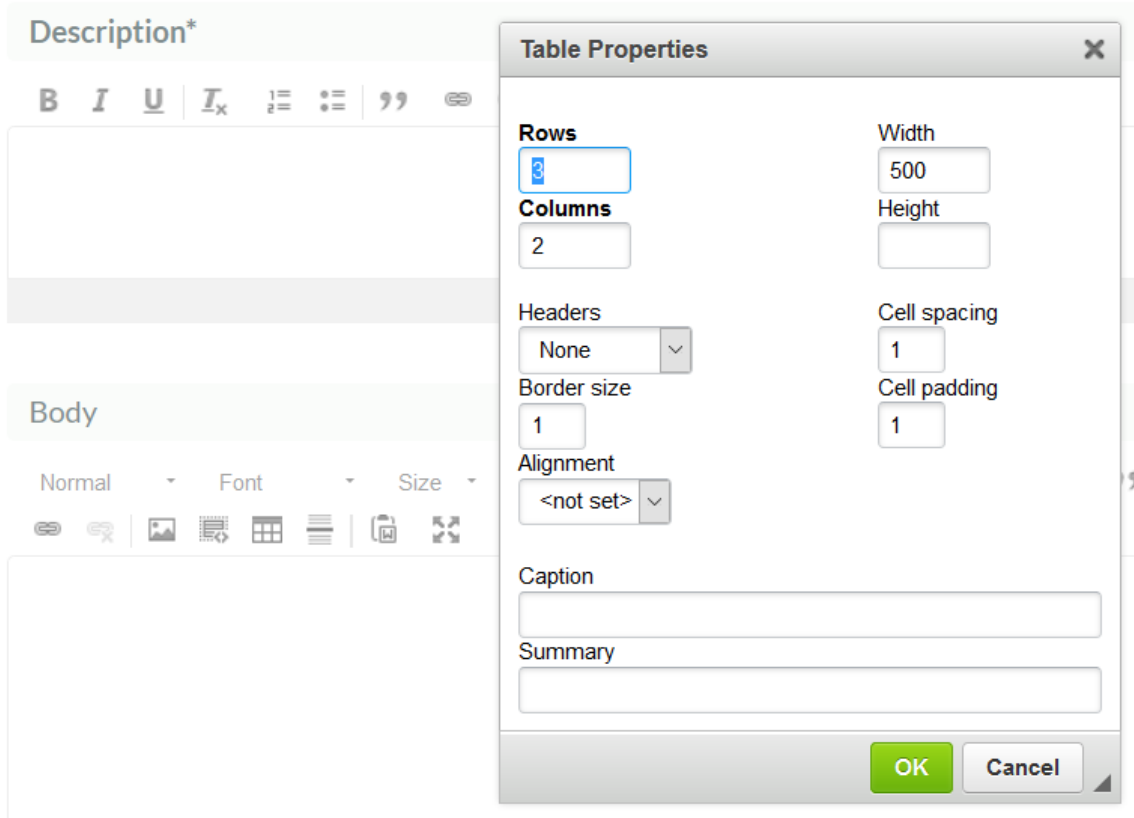 Description*
Table Properties
B I U Tx
Rows Width
3 500
Columns Height
2
Headers Cell spacing
None 1
Border size Cell padding
1 1
Alignment
<not set>
Body
Normal Font Size
Caption
Summary
OK Cancel